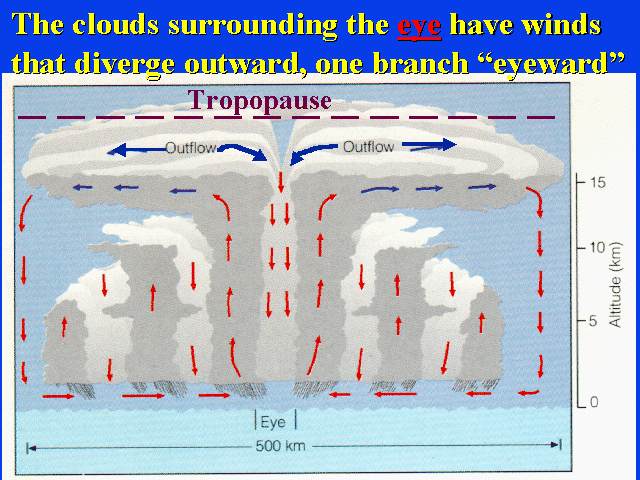 The clouds surrounding the eye have winds
that diverge outward, one branch “eyeward”
Tropopause
Outflow
Outflow
15
10
5
0
Altitude (km)
Eye
500 km